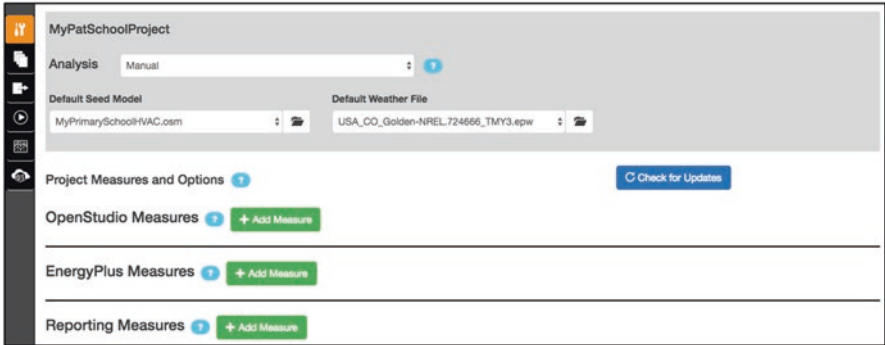 MyPatSchoolProject
Analysis Manual ?
Default Seed Model Default Weather File
MyPrimarySchoolHVAC.osm USA_CO_Golden-NREL.724666_TMY3.epw
Project Measures and Options ? Check for Updates
OpenStudio Measures ? + Add Measure
EnergyPlus Measures ? + Add Measure
Reporting Measures ? + Add Measure